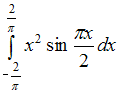 ∫_{-2/π}^{2/π} x² sin (πx/2) dx